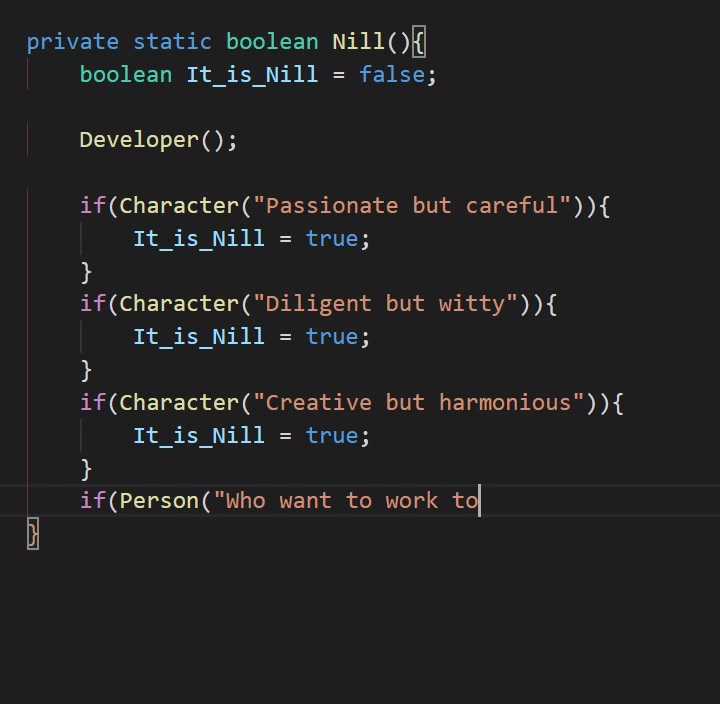 private static boolean Nill(){
boolean It_is_Nill = false;
Developer();
if(Character("Passionate but careful")){
It_is_Nill = true;
}
if(Character("Diligent but witty")){
It_is_Nill = true;
}
if(Character("Creative but harmonious")){
It_is_Nill = true;
}
if(Person("Who want to work to
}